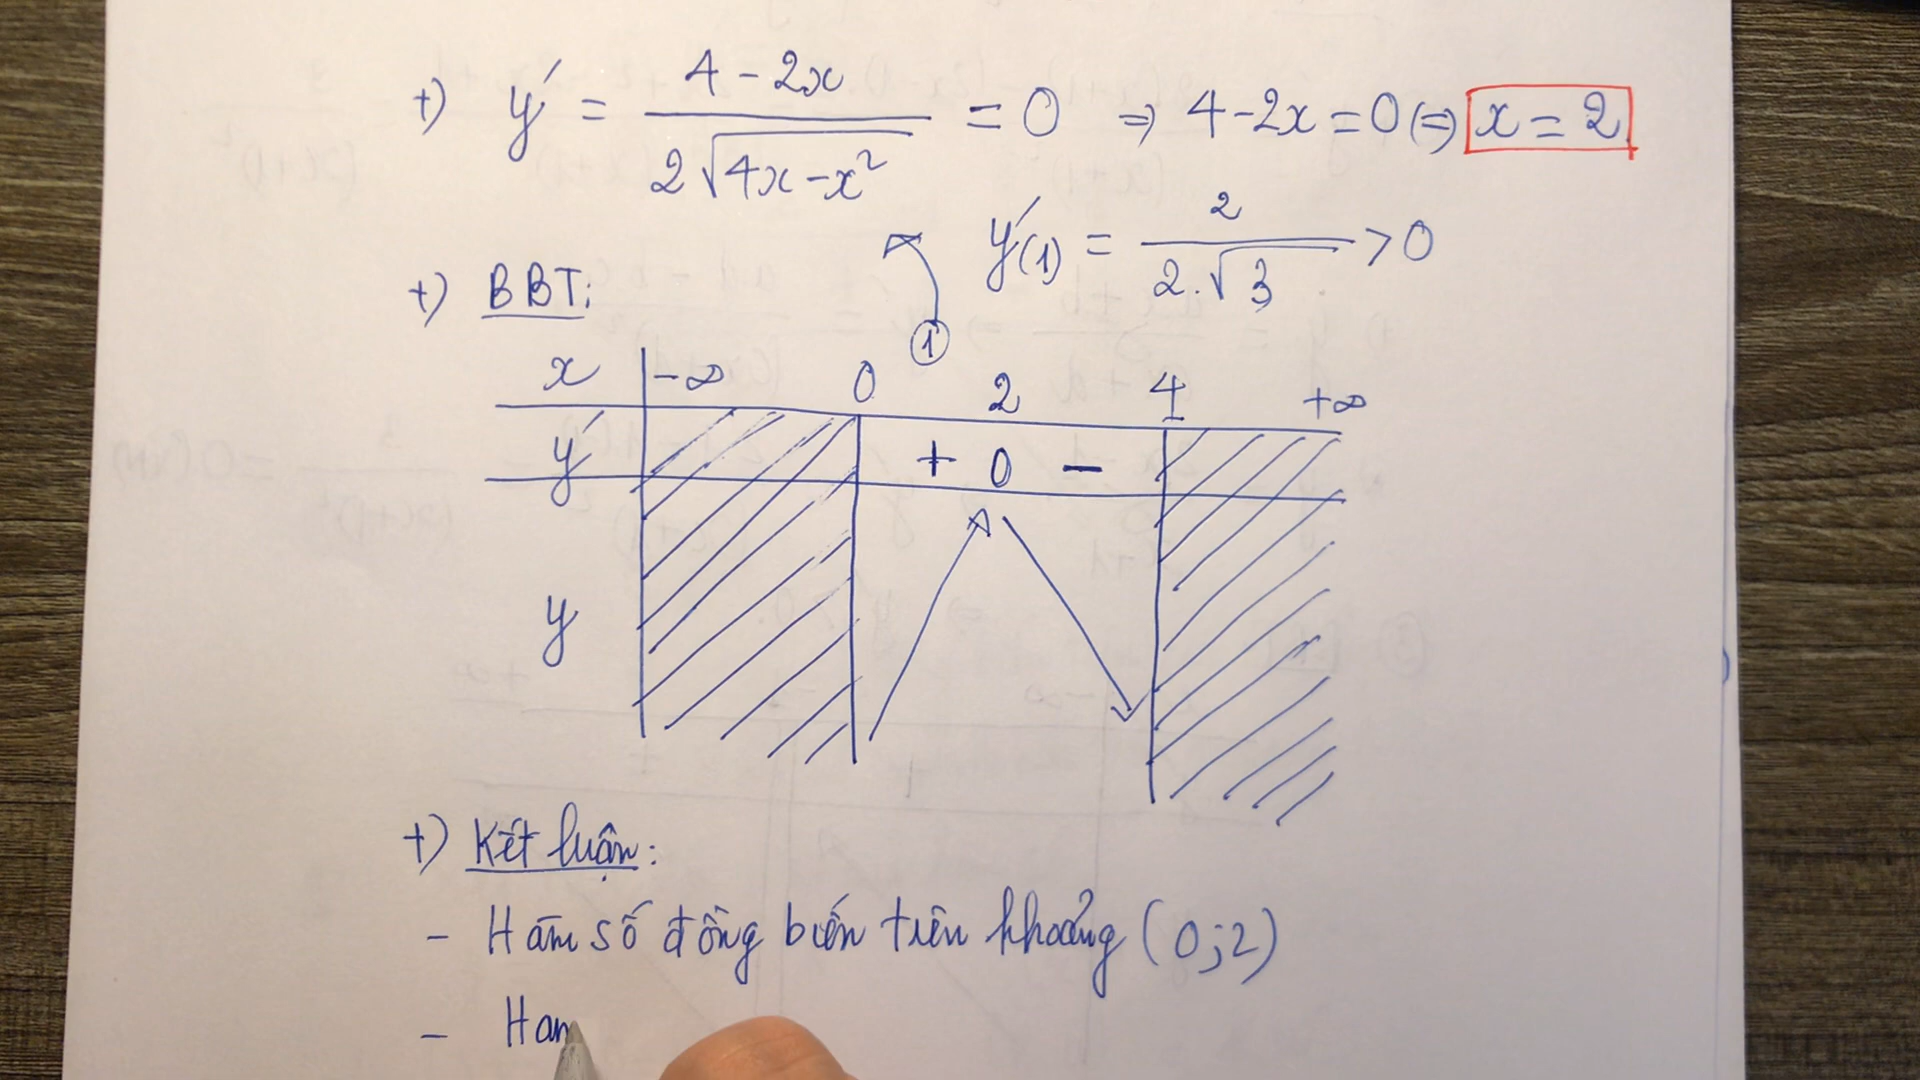 +) y' = (4 - 2x) / (2√(4x - x²)) = 0 ⇒ 4 - 2x = 0 ⇔ x = 2
y'(1) = 2 / (2.√3) > 0
+) BBT:
1
x -∞ 0 2 4 +∞
y' + 0 -
y
+) Kết luận:
- Hàm số đồng biến trên khoảng (0;2)
- Ham